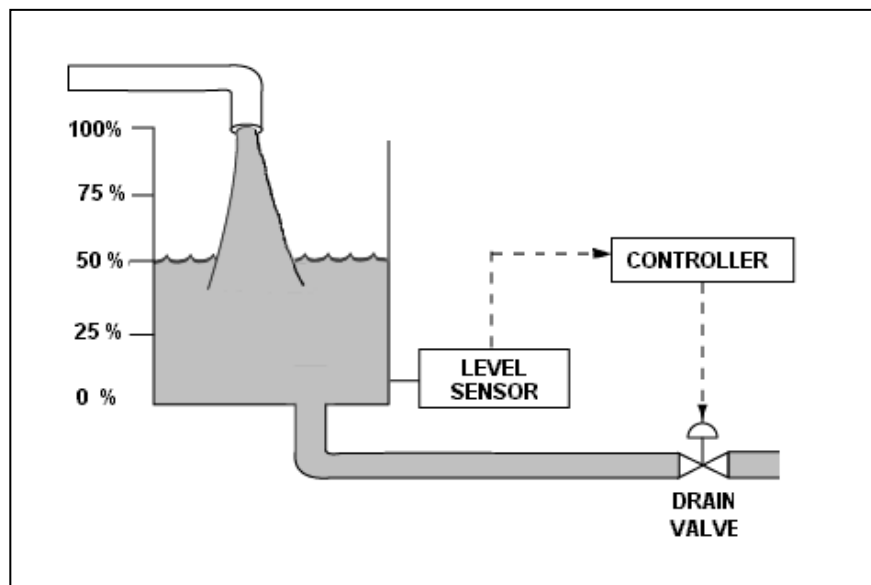 100%
75 %
50 %
25 %
0 %
CONTROLLER
LEVEL
SENSOR
DRAIN
VALVE